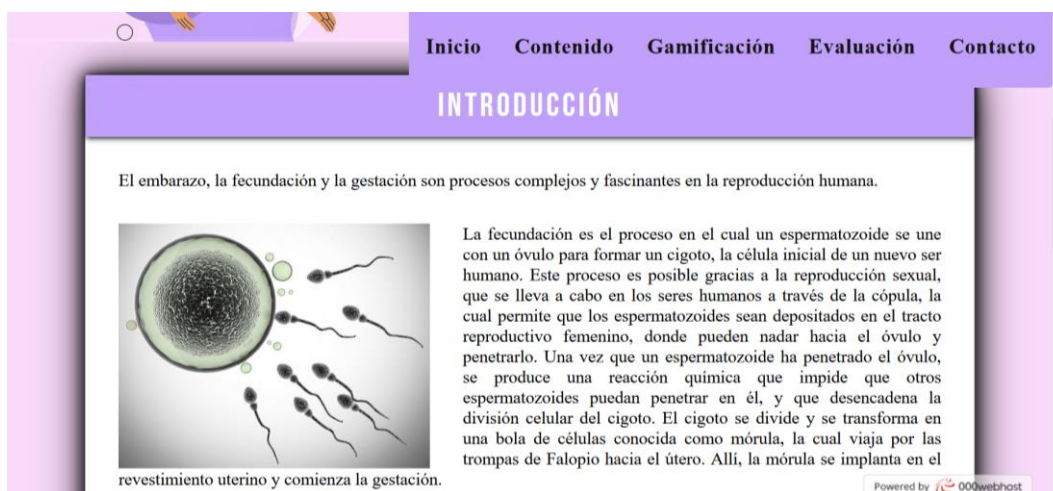 Inicio Contenido Gamificación Evaluación Contacto
INTRODUCCIÓN
El embarazo, la fecundación y la gestación son procesos complejos y fascinantes en la reproducción humana.
La fecundación es el proceso en el cual un espermatozoide se une
con un óvulo para formar un cigoto, la célula inicial de un nuevo ser
humano. Este proceso es posible gracias a la reproducción sexual,
que se lleva a cabo en los seres humanos a través de la cópula, la
cual permite que los espermatozoides sean depositados en el tracto
reproductivo femenino, donde pueden nadar hacia el óvulo y
penetrarlo. Una vez que un espermatozoide ha penetrado el óvulo,
se produce una reacción química que impide que otros
espermatozoides puedan penetrar en él, y que desencadena la
división celular del cigoto. El cigoto se divide y se transforma en
una bola de células conocida como mórula, la cual viaja por las
trompas de Falopio hacia el útero. Allí, la mórula se implanta en el
revestimiento uterino y comienza la gestación.
Powered by 000webhost